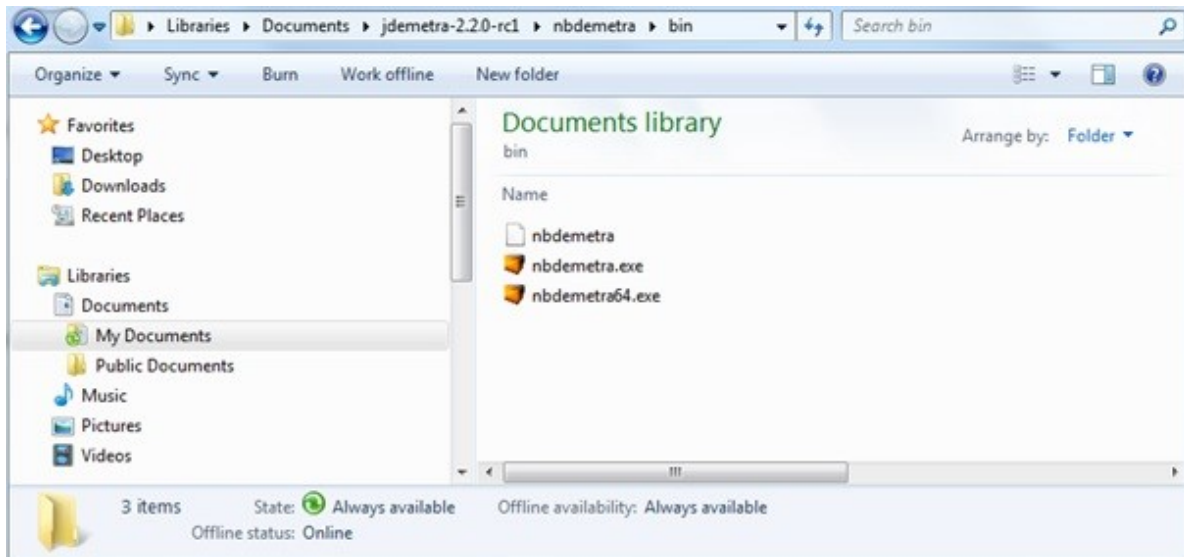 Libraries Documents jdemetra-2.2.0-rc1 nbdemetra bin
Search bin
Organize Sync Burn Work offline New folder
Favorites
Desktop
Downloads
Recent Places
Libraries
Documents
My Documents
Public Documents
Music
Pictures
Videos
Documents library
bin
Arrange by: Folder
Name
nbdemetra
nbdemetra.exe
nbdemetra64.exe
3 items State: Always available Offline availability: Always available
Offline status: Online